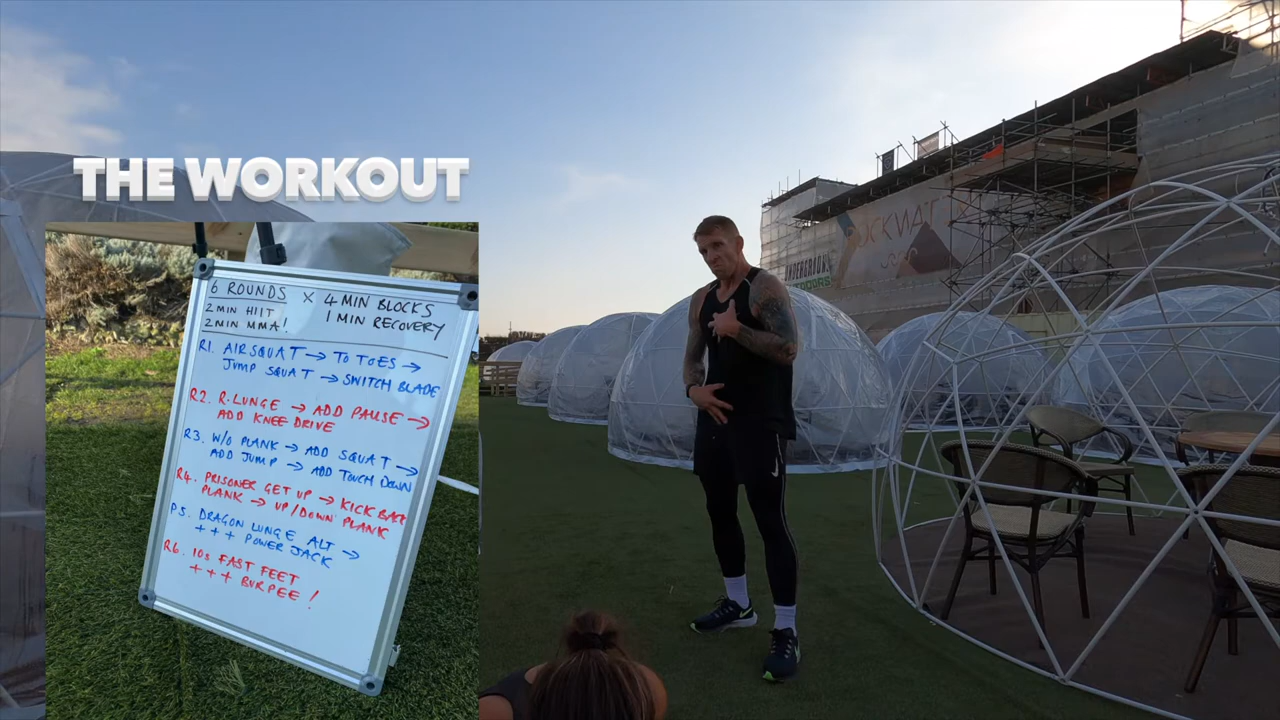 THE WORKOUT
6 ROUNDS X 4 MIN BLOCKS
2 MIN HIIT 1 MIN RECOVERY
2 MIN MMA!
R1. AIRSQUAT → TO TOES →
JUMP SQUAT → SWITCH BLADE
R2. R-LUNGE → ADD PAUSE →
ADD KNEE DRIVE
R3. W/O PLANK → ADD SQUAT →
ADD JUMP → ADD TOUCH DOWN
R4. PRISONER GET UP → KICK BACK
PLANK → UP/DOWN PLANK
R5. DRAGON LUNGE ALT →
+ + + POWER JACK
R6. 10s FAST FEET
+ + + BURPEE!
UNDERGROUND